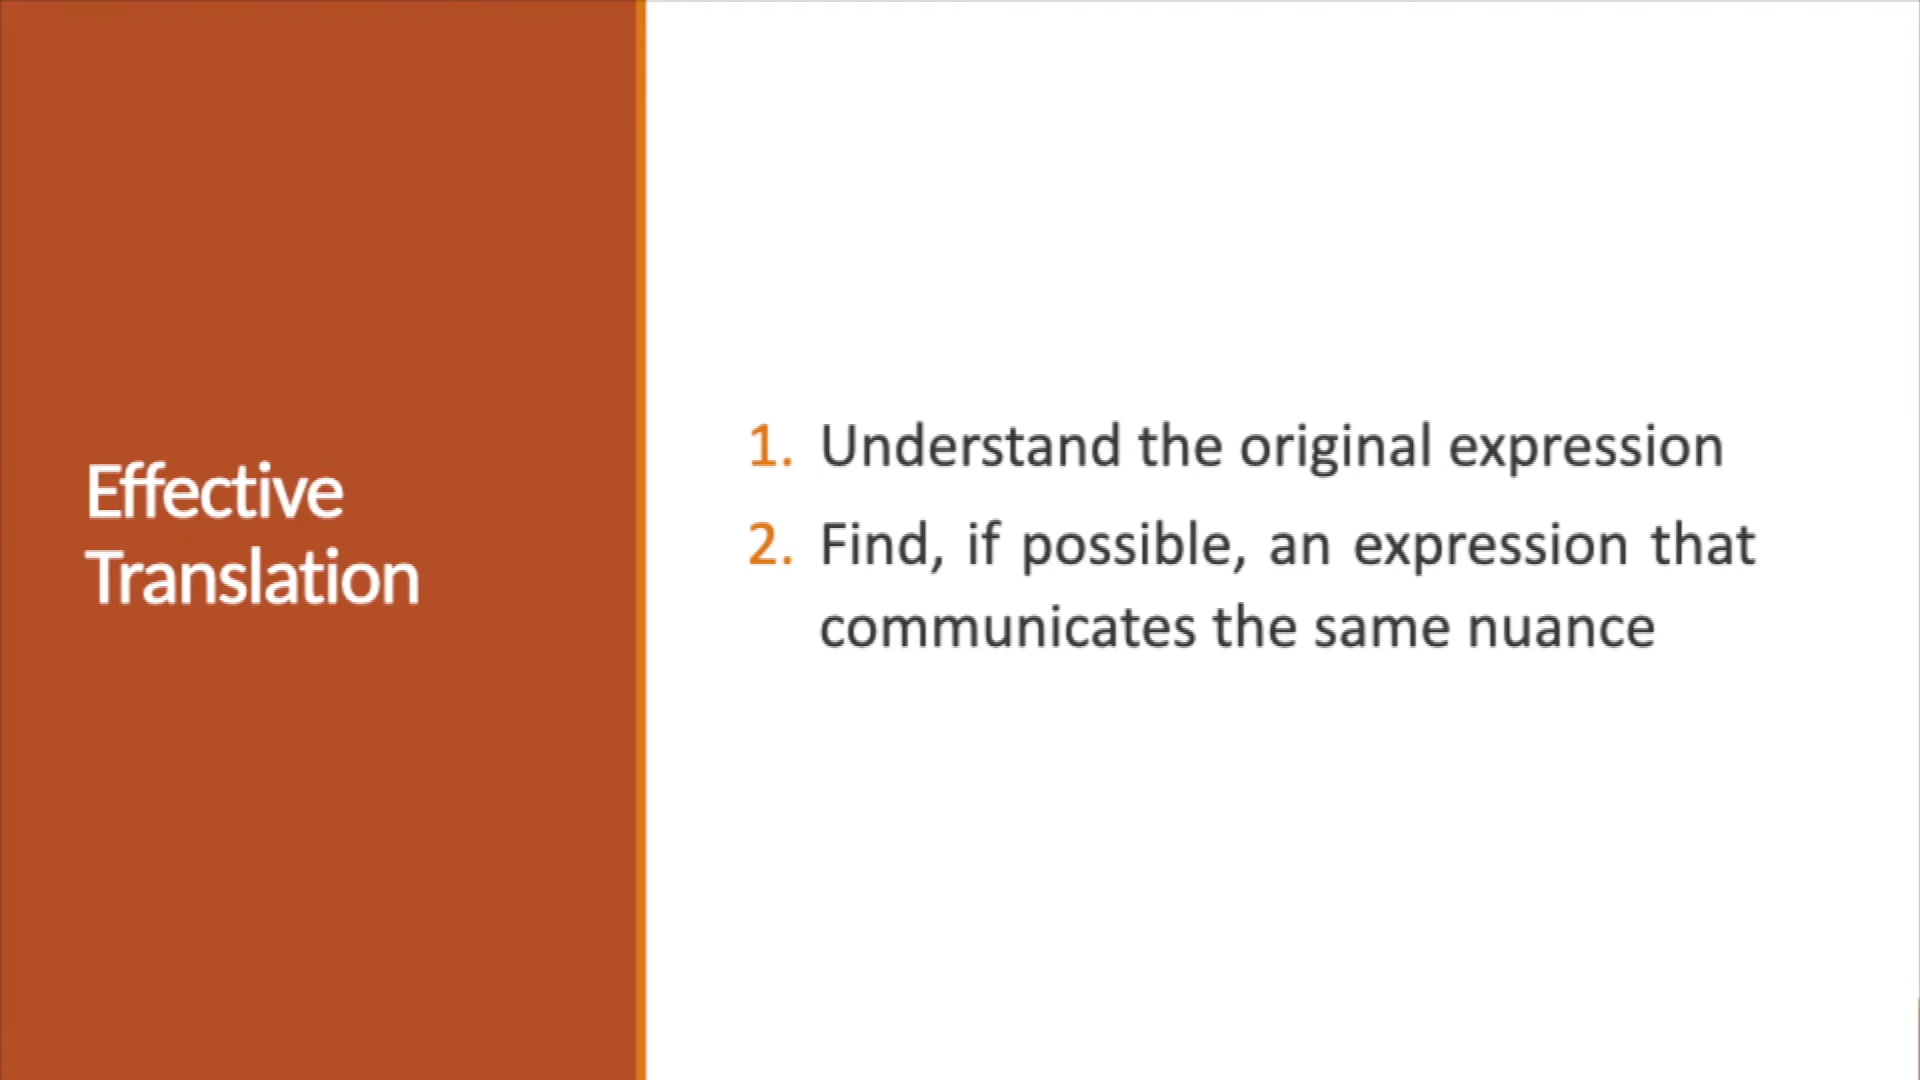 Effective
Translation
1. Understand the original expression
2. Find, if possible, an expression that
communicates the same nuance